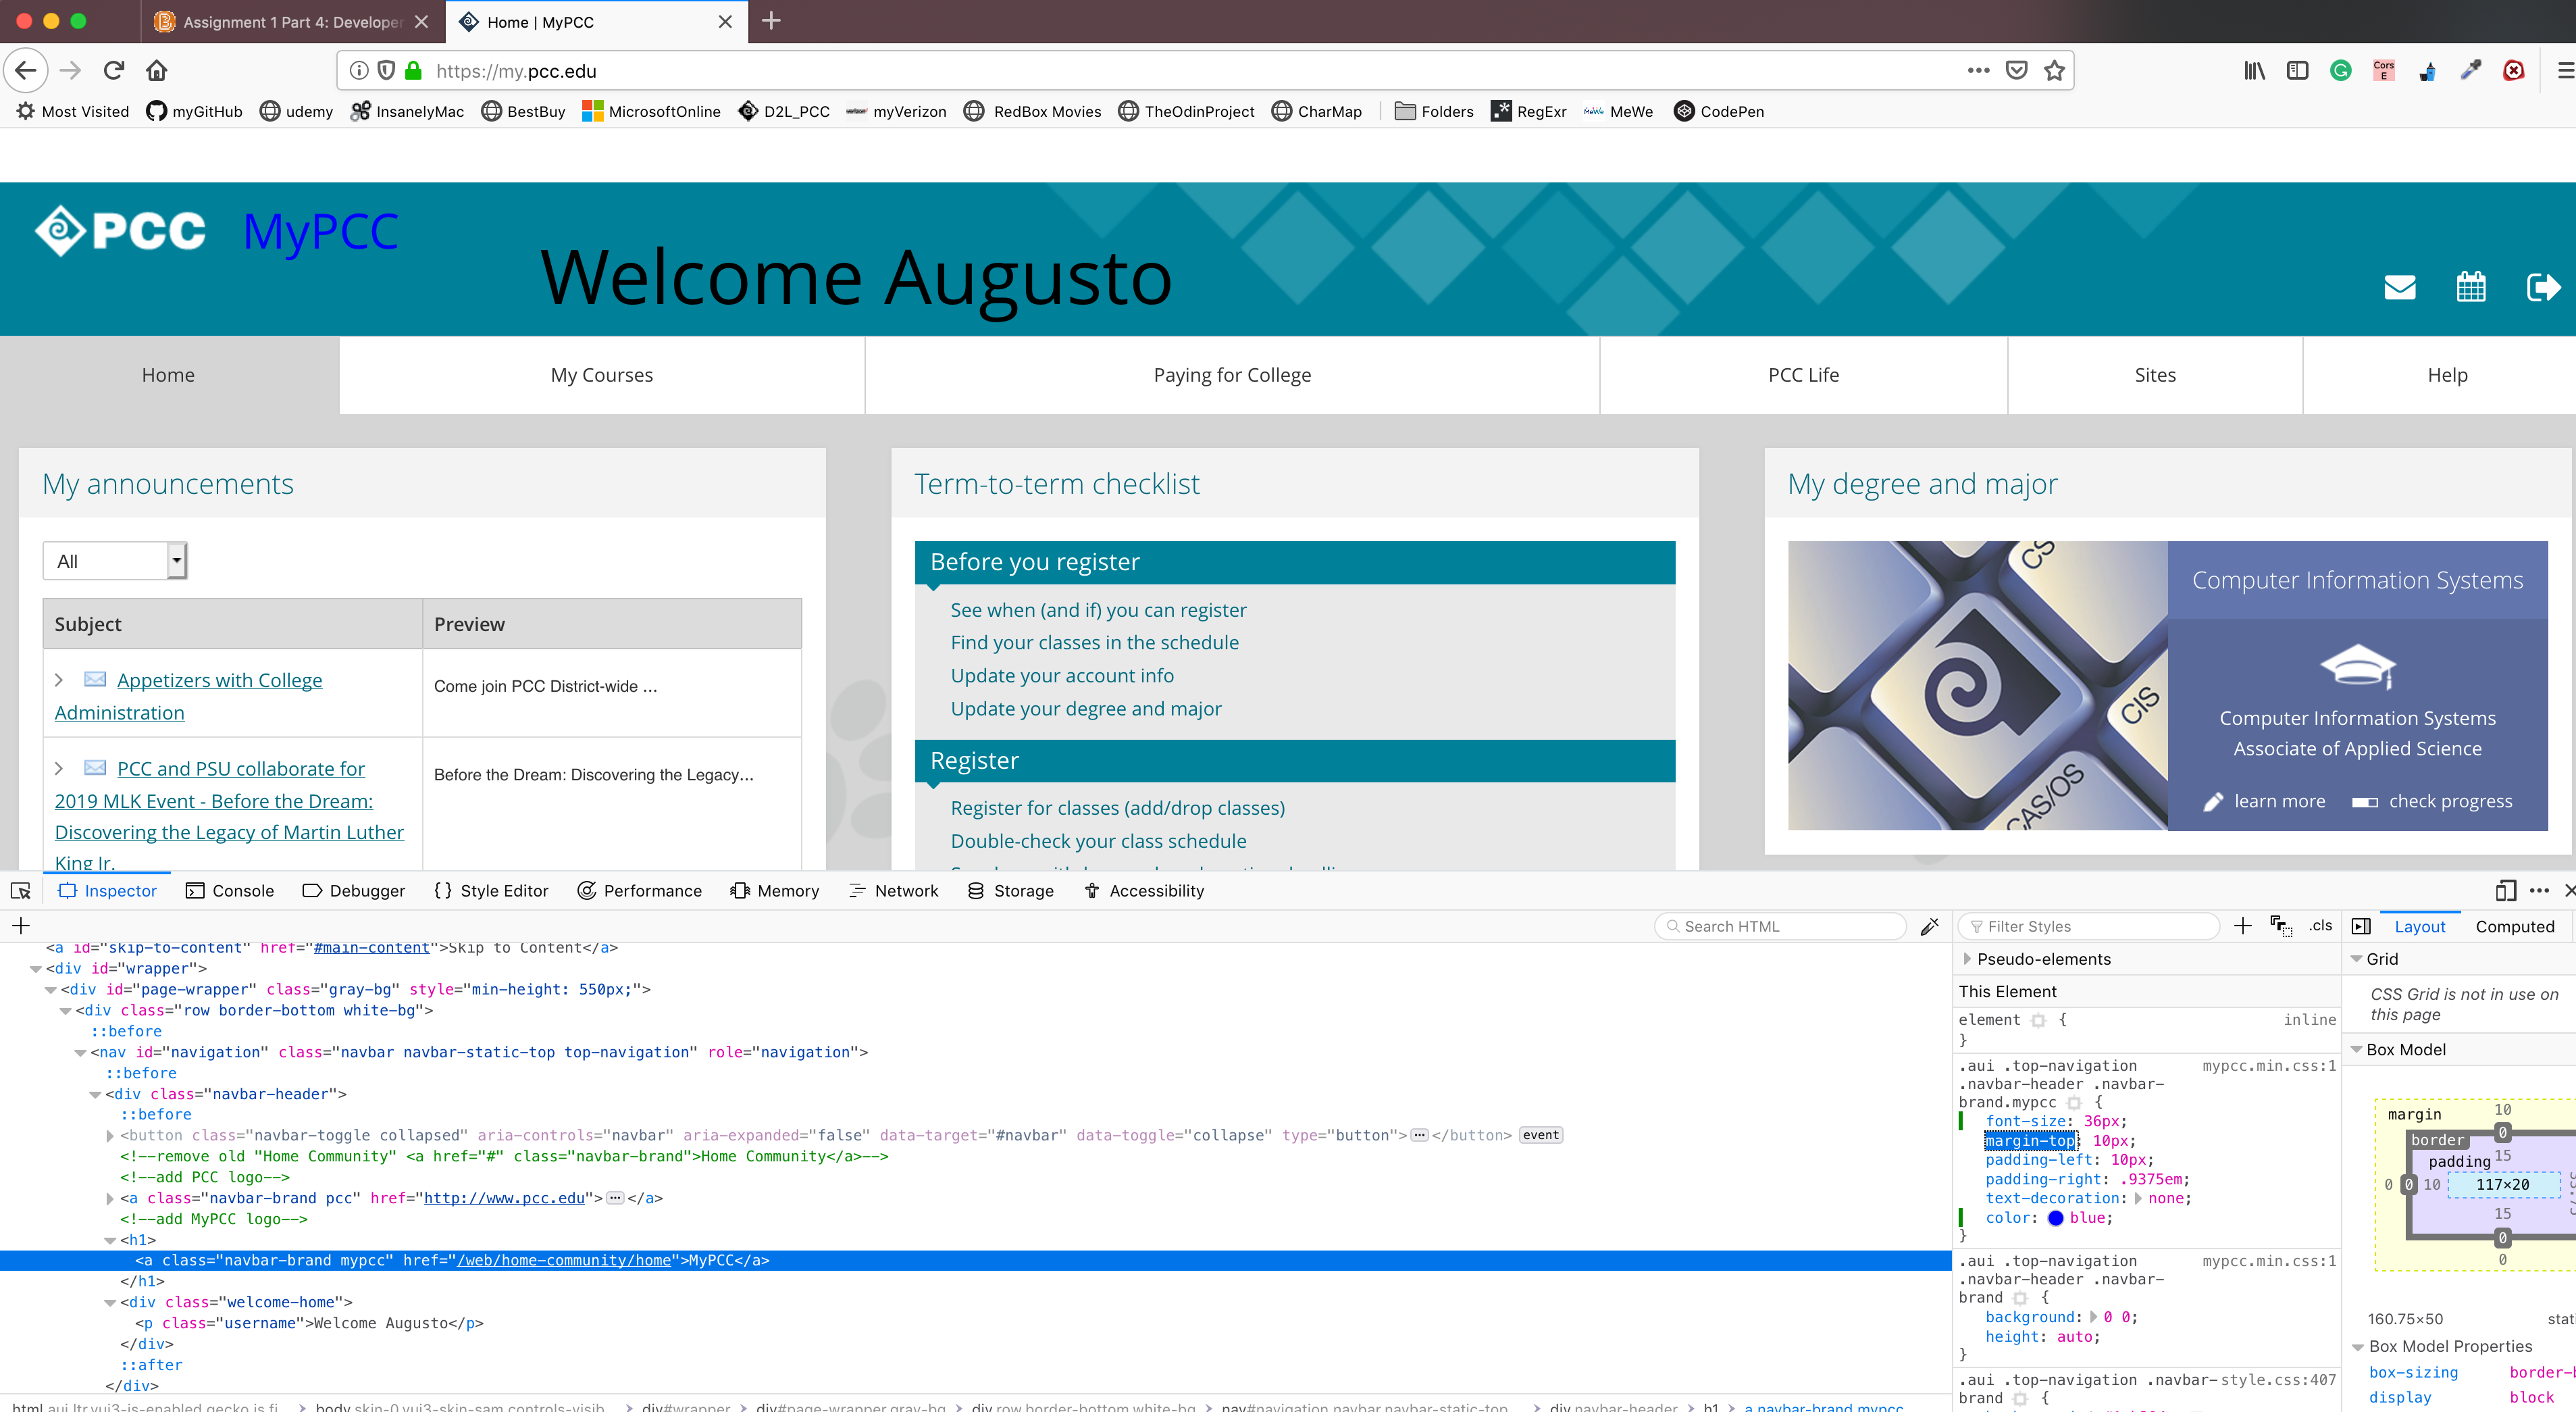 Assignment 1 Part 4: Developer
Home | MyPCC
https://my.pcc.edu
Cors
E
Most Visited myGitHub udemy InsanelyMac BestBuy MicrosoftOnline D2L_PCC myVerizon RedBox Movies TheOdinProject CharMap Folders RegExr MeWe CodePen
PCC MyPCC
Welcome Augusto
Home My Courses Paying for College PCC Life Sites Help
My announcements
All
Subject Preview
Appetizers with College
Administration
Come join PCC District-wide ...
PCC and PSU collaborate for
2019 MLK Event - Before the Dream:
Discovering the Legacy of Martin Luther
King Jr.
Before the Dream: Discovering the Legacy...
Term-to-term checklist
Before you register
See when (and if) you can register
Find your classes in the schedule
Update your account info
Update your degree and major
Register
Register for classes (add/drop classes)
Double-check your class schedule
My degree and major
CS
CIS
CAS/OS
Computer Information Systems
Computer Information Systems
Associate of Applied Science
learn more check progress
Inspector Console Debugger { } Style Editor Performance Memory Network Storage Accessibility
Search HTML
<a id="skip-to-content" href="#main-content">Skip to Content</a>
<div id="wrapper">
<div id="page-wrapper" class="gray-bg" style="min-height: 550px;">
<div class="row border-bottom white-bg">
::before
<nav id="navigation" class="navbar navbar-static-top top-navigation" role="navigation">
::before
<div class="navbar-header">
::before
<button class="navbar-toggle collapsed" aria-controls="navbar" aria-expanded="false" data-target="#navbar" data-toggle="collapse" type="button">...</button> event
<!--remove old "Home Community" <a href="#" class="navbar-brand">Home Community</a>-->
<!--add PCC logo-->
<a class="navbar-brand pcc" href="http://www.pcc.edu">...</a>
<!--add MyPCC logo-->
<h1>
<a class="navbar-brand mypcc" href="/web/home-community/home">MyPCC</a>
</h1>
<div class="welcome-home">
<p class="username">Welcome Augusto</p>
</div>
::after
</div>
html.aui.ltr.yui3-js-enabled.gecko.js.fi... > body.skin-0.yui3-skin-sam.controls-visib... > div#wrapper > div#page-wrapper.gray-bg > div.row.border-bottom.white-bg > nav#navigation.navbar.navbar-static-top... > div.navbar-header > h1 > a.navbar-brand.mypcc
Filter Styles
.cls
Pseudo-elements
This Element
element { inline
}
.aui .top-navigation mypcc.min.css:1
.navbar-header .navbar-
brand.mypcc {
font-size: 36px;
margin-top: 10px;
padding-left: 10px;
padding-right: .9375em;
text-decoration: none;
color: blue;
}
.aui .top-navigation mypcc.min.css:1
.navbar-header .navbar-
brand {
background: 0 0;
height: auto;
}
.aui .top-navigation .navbar- style.css:407
brand {
Layout Computed
Grid
CSS Grid is not in use on
this page
Box Model
margin 10
border 0
padding 15
0 0 10 117×20
15
0
0
160.75×50
Box Model Properties
box-sizing
display block